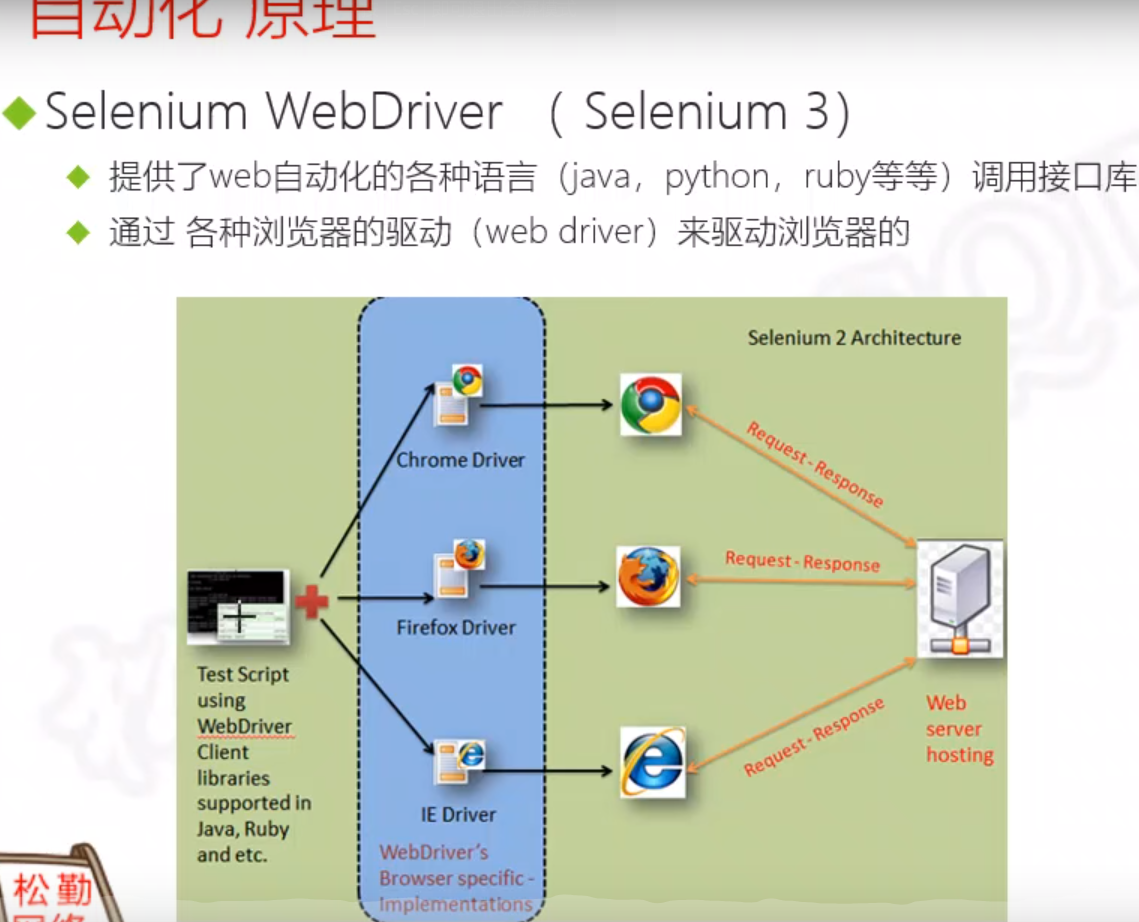 自动化 原理
Selenium WebDriver （ Selenium 3）
提供了web自动化的各种语言（java，python，ruby等等）调用接口库
通过 各种浏览器的驱动（web driver）来驱动浏览器的
Selenium 2 Architecture
Chrome Driver
Request - Response
Request - Response
Firefox Driver
Test Script
using
WebDriver
Client
libraries
supported in
Java, Ruby
and etc.
Request - Response
Web
server
hosting
IE Driver
WebDriver's
Browser specific -
Implementations
松勤